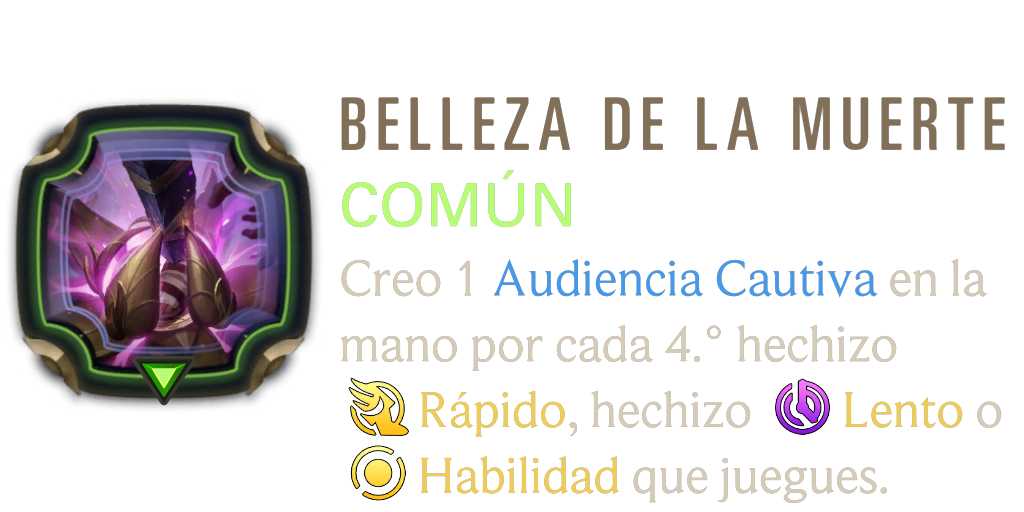 BELLEZA DE LA MUERTE
COMÚN
Creo 1 Audiencia Cautiva en la
mano por cada 4.° hechizo
Rápido, hechizo Lento o
Habilidad que juegues.